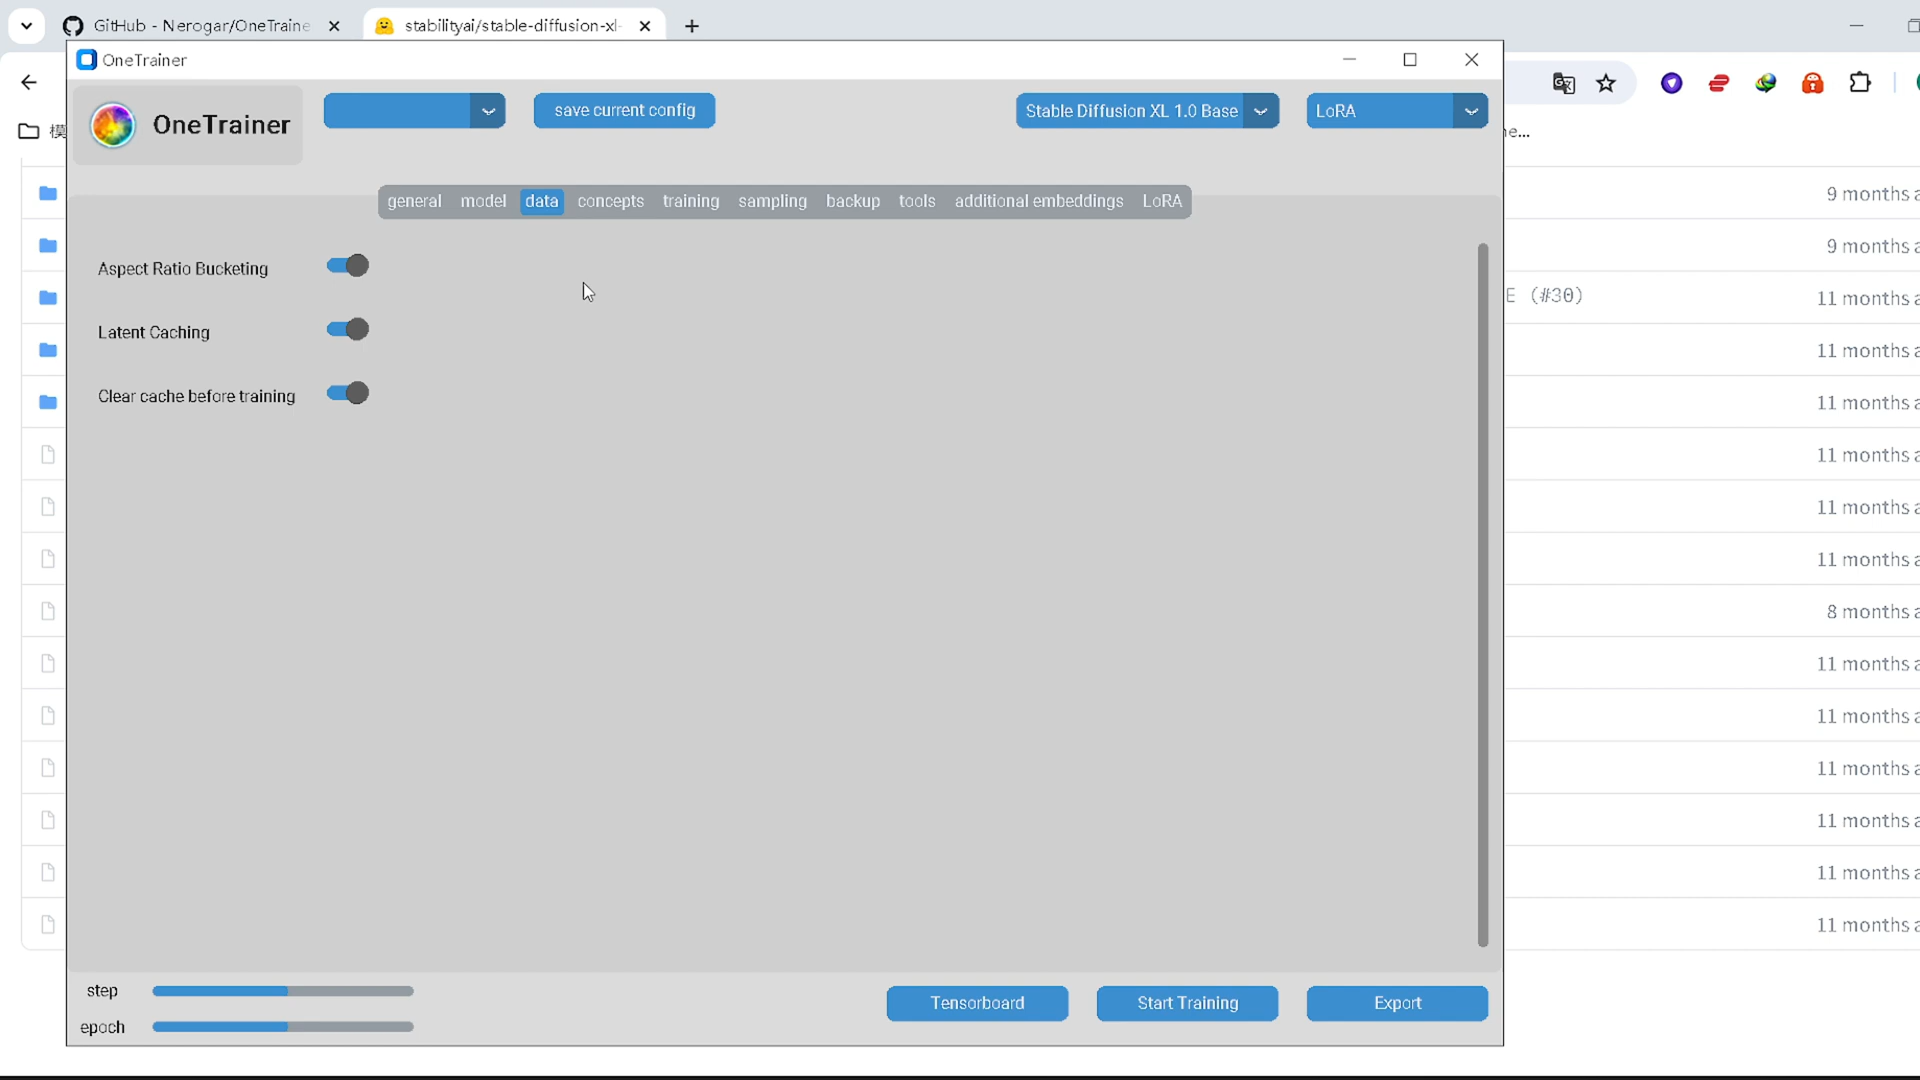 GitHub - Nerogar/OneTraine
stabilityai/stable-diffusion-xl-
OneTrainer
OneTrainer
save current config
Stable Diffusion XL 1.0 Base
LoRA
模
ne...
general
model
data
concepts
training
sampling
backup
tools
additional embeddings
LoRA
9 months a
Aspect Ratio Bucketing
9 months a
E (#30)
11 months a
Latent Caching
11 months a
Clear cache before training
11 months a
11 months a
11 months a
11 months a
8 months a
11 months a
11 months a
11 months a
11 months a
11 months a
11 months a
step
epoch
Tensorboard
Start Training
Export